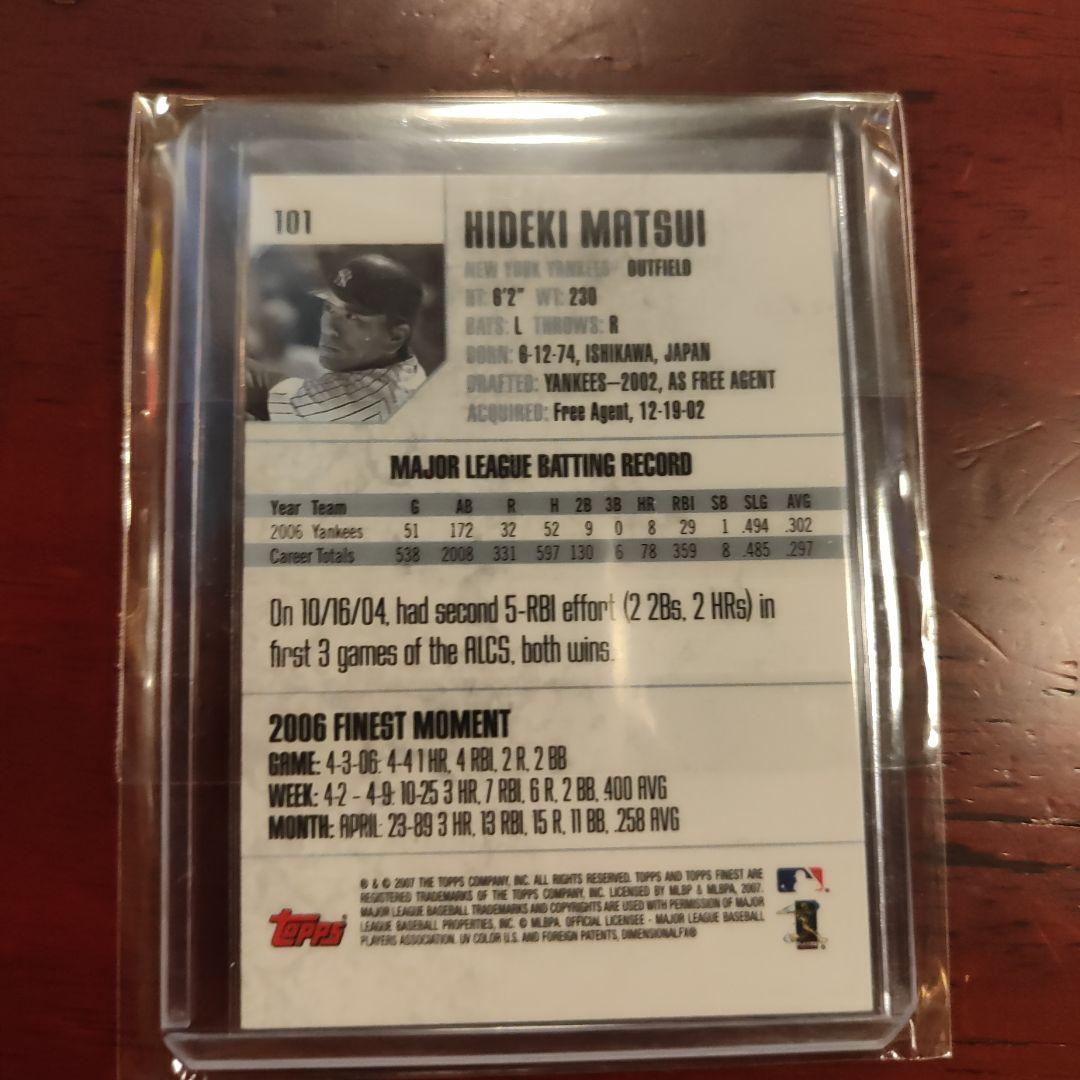 101
HIDEKI MATSUI
NEW YORK YANKEES OUTFIELD
HT: 6'2" WT: 230
BATS: L THROWS: R
BORN: 6-12-74, ISHIKAWA, JAPAN
DRAFTED: YANKEES–2002, AS FREE AGENT
ACQUIRED: Free Agent, 12-19-02
MAJOR LEAGUE BATTING RECORD
Year Team G AB R H 2B 3B HR RBI SB SLG AVG
2006 Yankees 51 172 32 52 9 0 8 29 1 .494 .302
Career Totals 538 2008 331 597 130 6 78 359 8 .485 .297
On 10/16/04, had second 5-RBI effort (2 2Bs, 2 HRs) in
first 3 games of the ALCS, both wins.
2006 FINEST MOMENT
GAME: 4-3-06: 4-4 1 HR, 4 RBI, 2 R, 2 BB
WEEK: 4-2 – 4-9: 10-25 3 HR, 7 RBI, 6 R, 2 BB, .400 AVG
MONTH: APRIL: 23-89 3 HR, 13 RBI, 15 R, 11 BB, .258 AVG
® & © 2007 THE TOPPS COMPANY, INC. ALL RIGHTS RESERVED. TOPPS AND TOPPS FINEST ARE
REGISTERED TRADEMARKS OF THE TOPPS COMPANY, INC. LICENSED BY MLBP & MLBPA, 2007.
MAJOR LEAGUE BASEBALL TRADEMARKS AND COPYRIGHTS ARE USED WITH PERMISSION OF MAJOR
LEAGUE BASEBALL PROPERTIES, INC. © MLBPA. OFFICIAL LICENSEE - MAJOR LEAGUE BASEBALL
PLAYERS ASSOCIATION. UV COLOR U.S. AND FOREIGN PATENTS, DIMENSIONALFX®
Topps